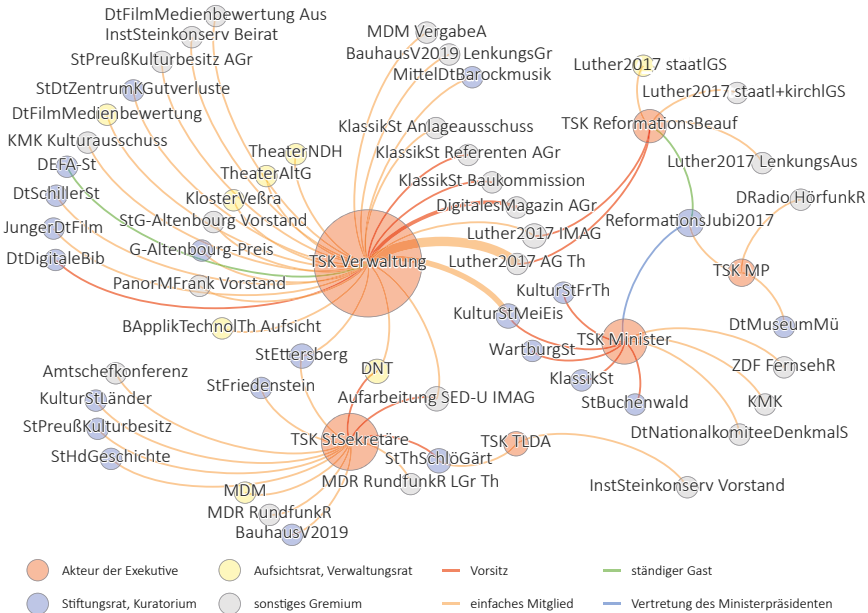 DtFilmMedienbewertung Aus
InstSteinkonserv Beirat
StPreußKulturbesitz AGr
StDtZentrumKGutverluste
DtFilmMedienbewertung
KMK Kulturausschuss
DEFA-St
DtSchillerSt
JungerDtFilm
DtDigitaleBib
TheaterNDH
TheaterAltG
KlosterVeßra
StG-Altenbourg Vorstand
G-Altenbourg-Preis
PanorMFrank Vorstand
BApplikTechnolTh Aufsicht
MDM VergabeA
BauhausV2019 LenkungsGr
MittelDtBarockmusik
KlassikSt Anlageausschuss
KlassikSt Referenten AGr
KlassikSt Baukommission
DigitalesMagazin AGr
Luther2017 IMAG
Luther2017 AG Th
TSK Verwaltung
Luther2017 staatlGS
Luther2017 staatl+kirchlGS
TSK ReformationsBeauf
Luther2017 LenkungsAus
DRadio HörfunkR
ReformationsJubi2017
TSK MP
DtMuseumMü
KulturStFrTh
KulturStMeiEis
TSK Minister
WartburgSt
KlassikSt
StBuchenwald
ZDF FernsehR
KMK
DtNationalkomiteeDenkmalS
StEttersberg
DNT
StFriedenstein
Aufarbeitung SED-U IMAG
Amtschefkonferenz
KulturStLänder
StPreußKulturbesitz
StHdGeschichte
TSK StSekretäre
TSK TLDA
StThSchlöGärt
MDR RundfunkR LGr Th
InstSteinkonserv Vorstand
MDM
MDR RundfunkR
BauhausV2019
Akteur der Exekutive
Aufsichtsrat, Verwaltungsrat
Vorsitz
ständiger Gast
Stiftungsrat, Kuratorium
sonstiges Gremium
einfaches Mitglied
Vertretung des Ministerpräsidenten